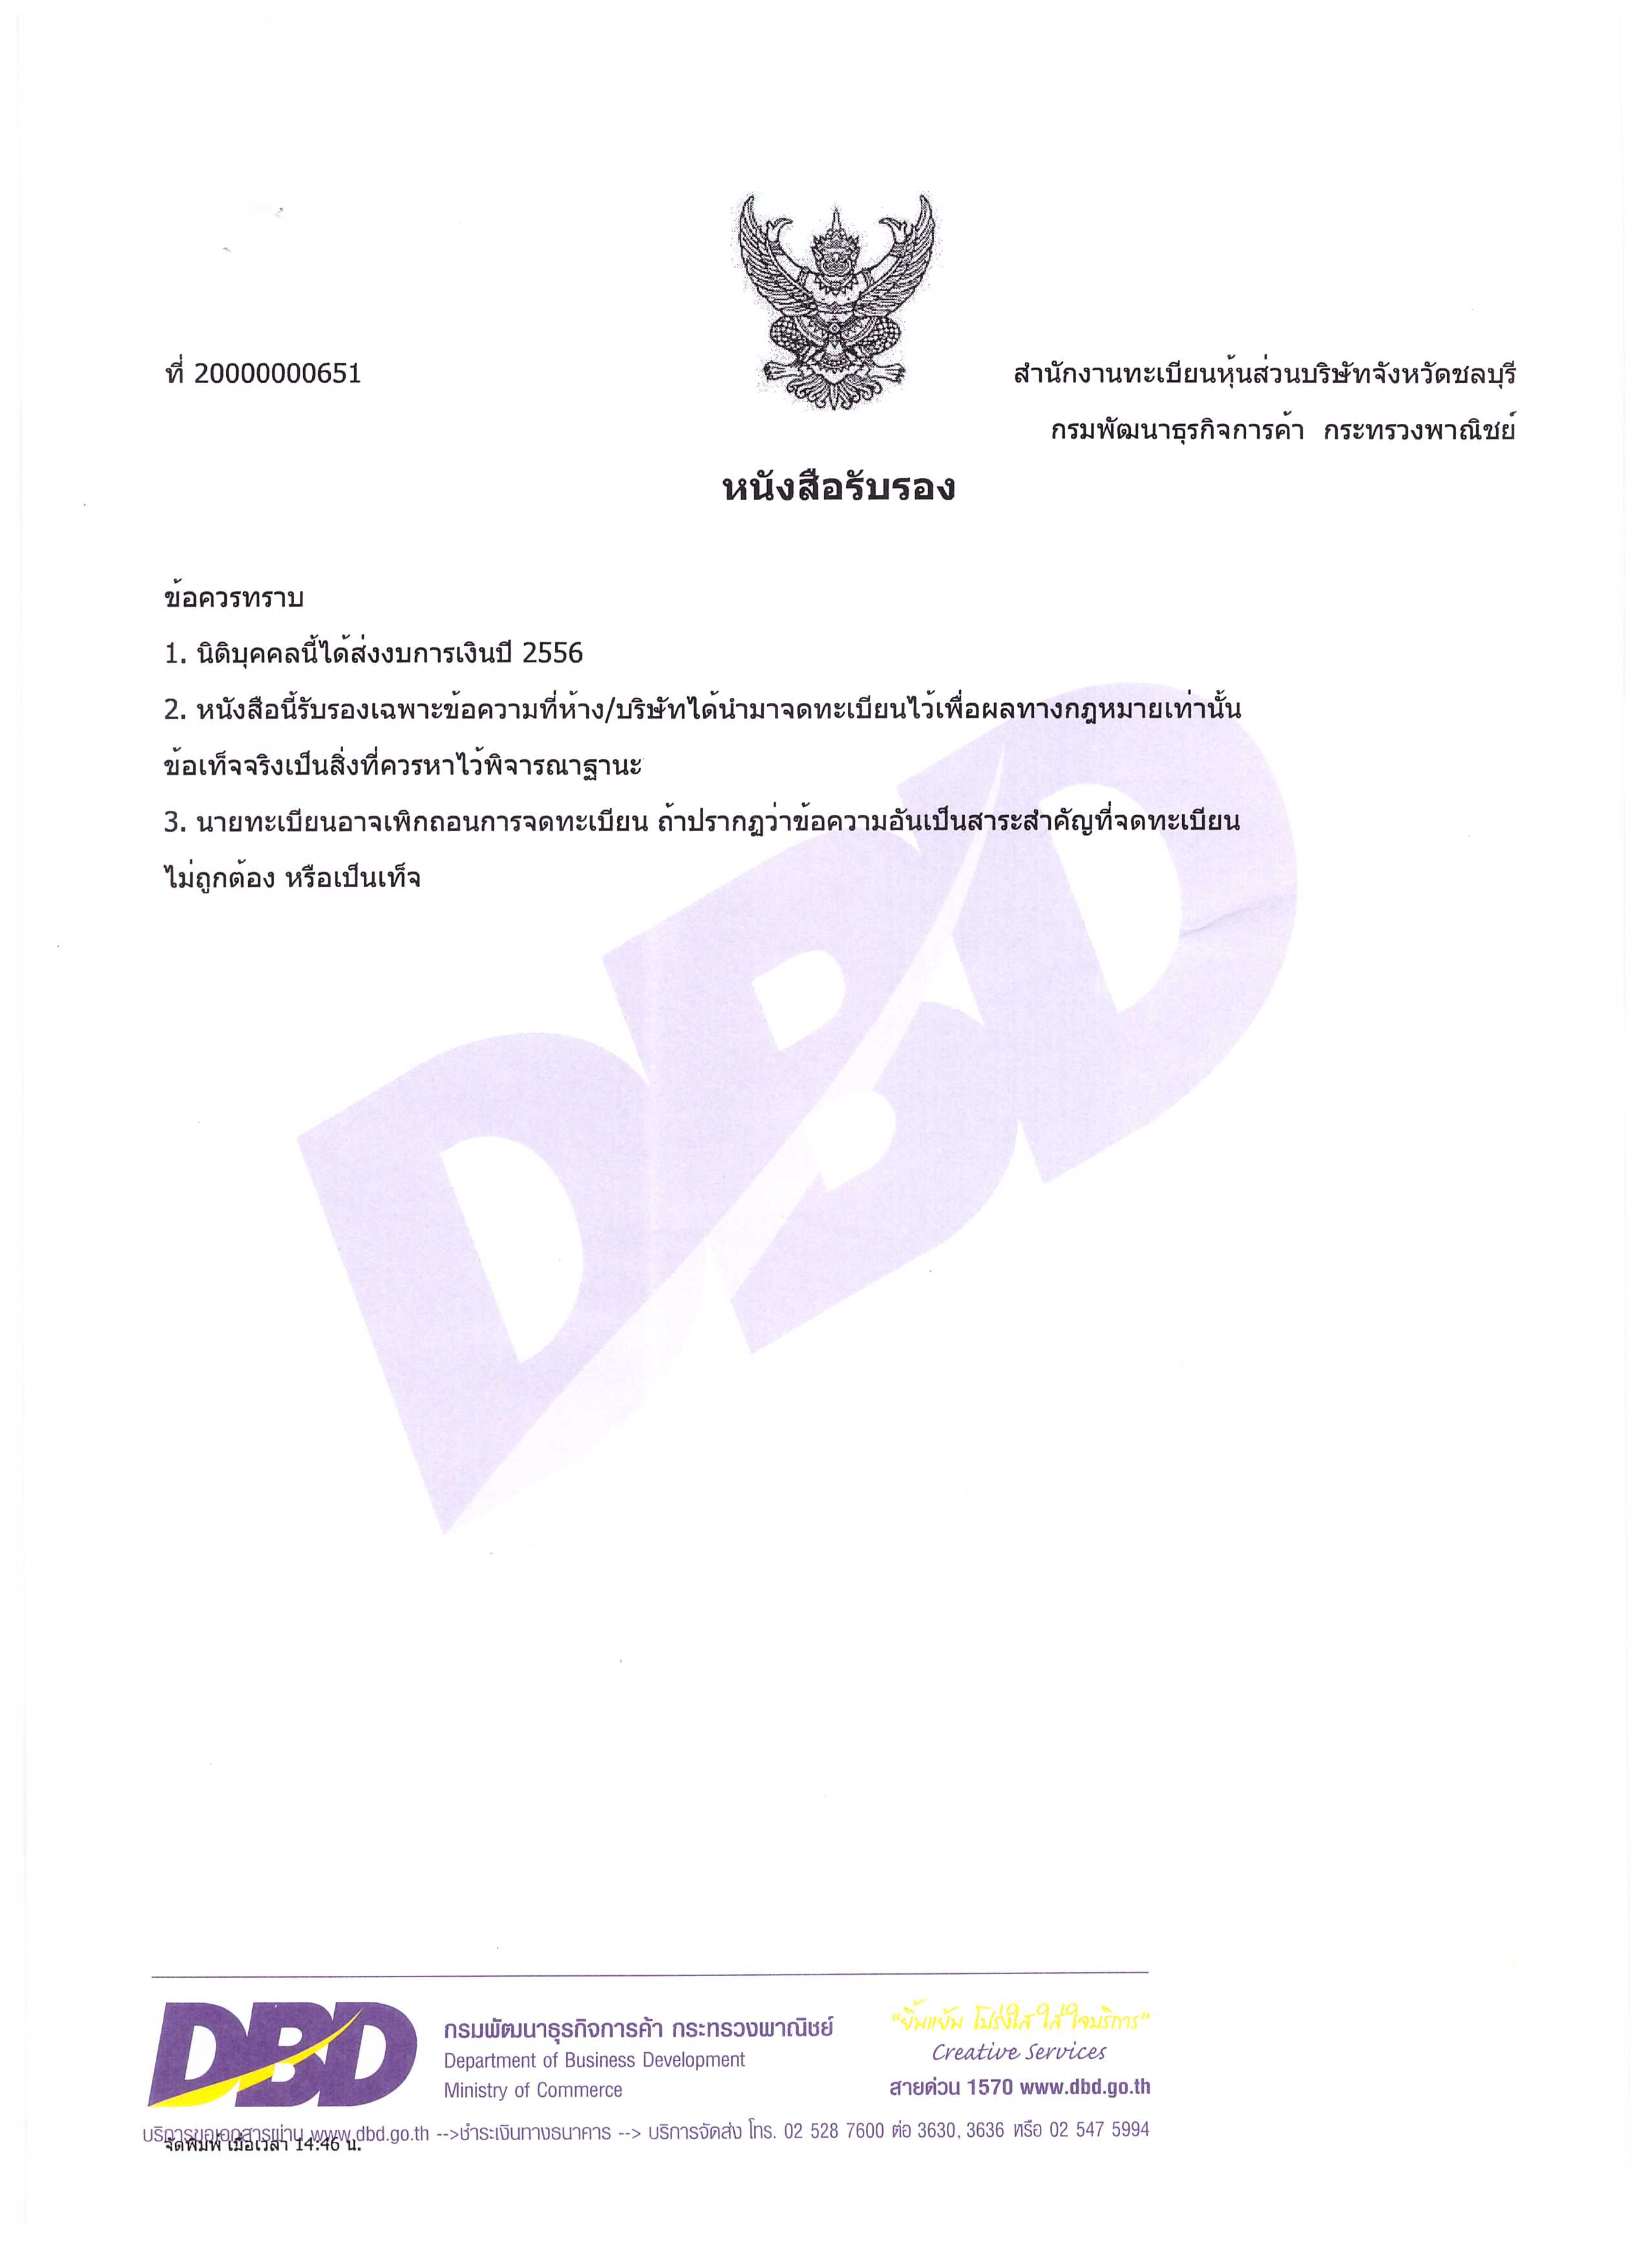 ที่ 20000000651
สำนักงานทะเบียนหุ้นส่วนบริษัทจังหวัดชลบุรี
กรมพัฒนาธุรกิจการค้า กระทรวงพาณิชย์
หนังสือรับรอง
ข้อควรทราบ
1. นิติบุคคลนี้ได้ส่งงบการเงินปี 2556
2. หนังสือนี้รับรองเฉพาะข้อความที่ห้าง/บริษัทได้นำมาจดทะเบียนไว้เพื่อผลทางกฎหมายเท่านั้น
ข้อเท็จจริงเป็นสิ่งที่ควรหาไว้พิจารณาฐานะ
3. นายทะเบียนอาจเพิกถอนการจดทะเบียน ถ้าปรากฏว่าข้อความอันเป็นสาระสำคัญที่จดทะเบียน
ไม่ถูกต้อง หรือเป็นเท็จ
DBD
DBD
กรมพัฒนาธุรกิจการค้า กระทรวงพาณิชย์
Department of Business Development
Ministry of Commerce
"ยิ้มแย้ม โปร่งใส ใส่ใจบริการ"
Creative Services
สายด่วน 1570 www.dbd.go.th
บริการขอเอกสารผ่าน www.dbd.go.th -->ชำระเงินทางธนาคาร --> บริการจัดส่ง โทร. 02 528 7600 ต่อ 3630, 3636 หรือ 02 547 5994
จัดพิมพ์ เมื่อเวลา 14:46 น.